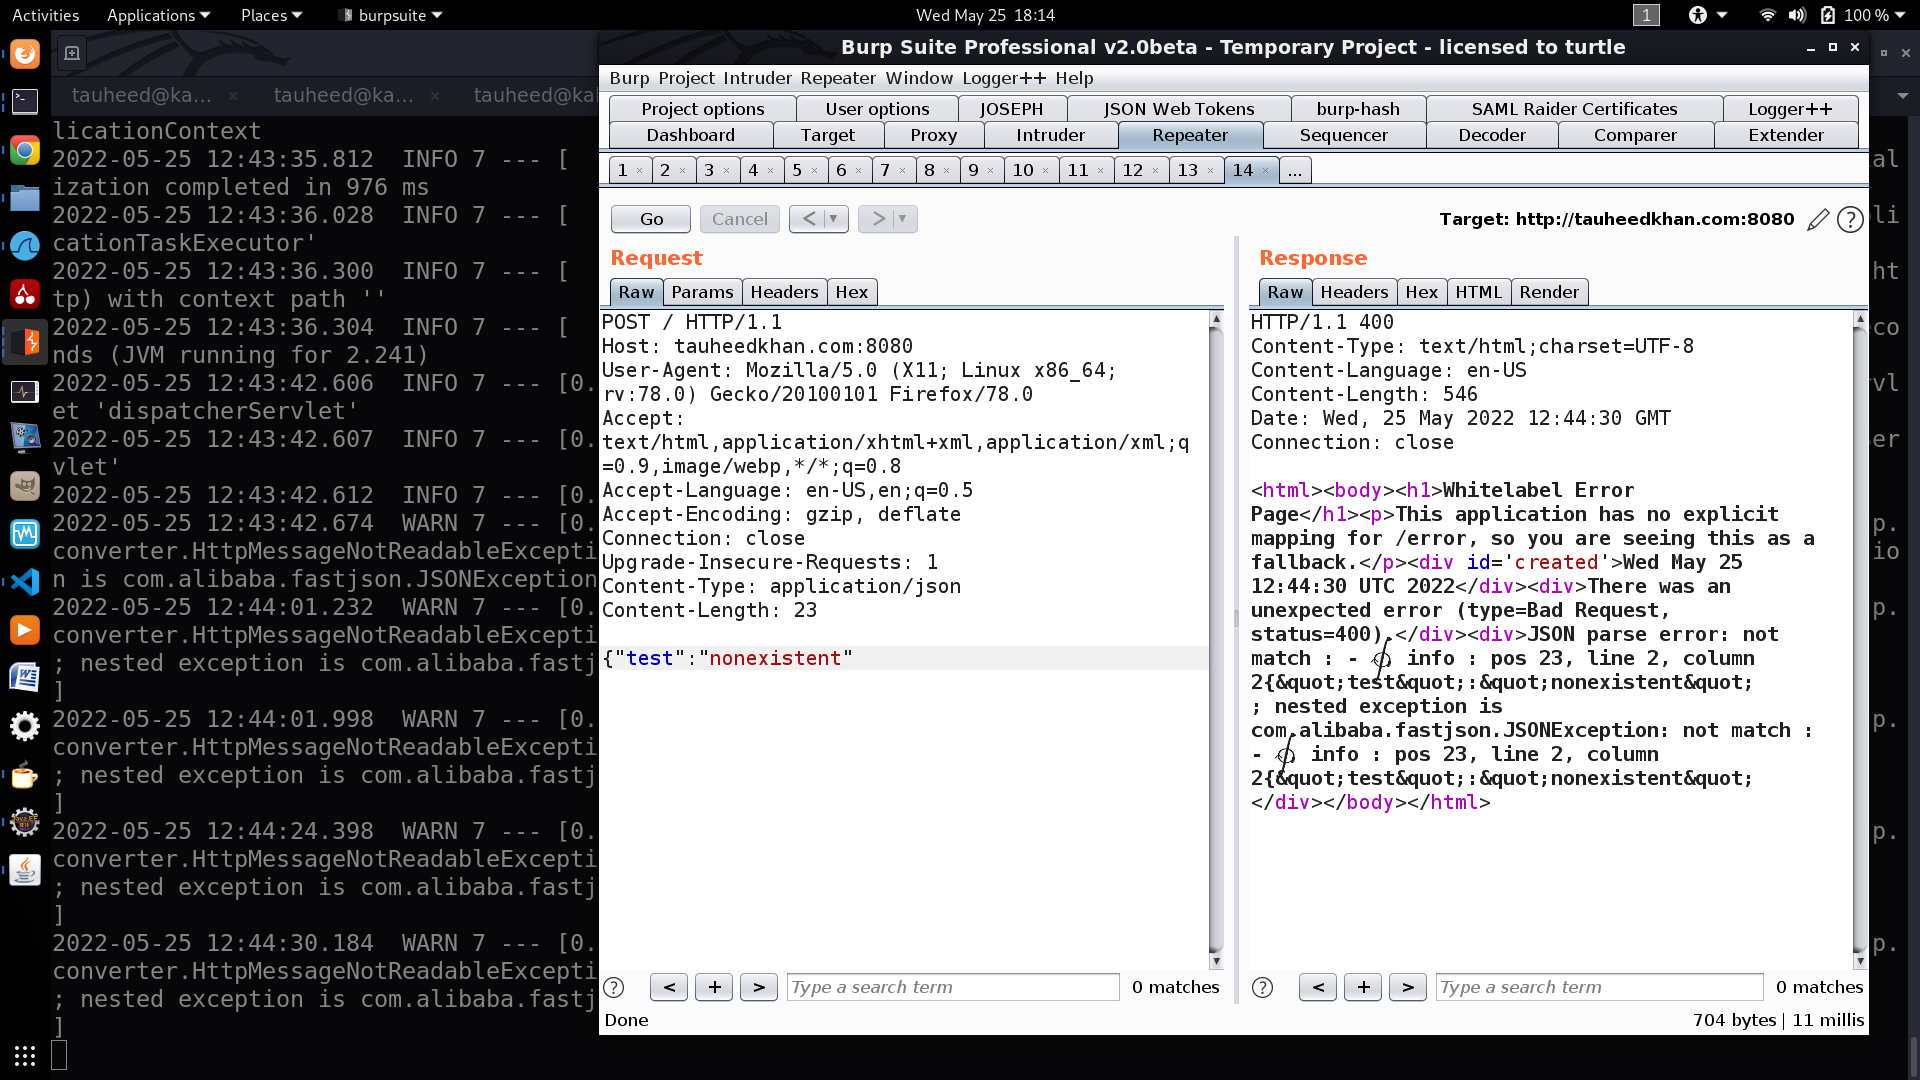 Activities Applications Places burpsuite Wed May 25 18:14 1 100 %
tauheed@ka... × tauheed@ka... × tauheed@ka
licationContext
2022-05-25 12:43:35.812 INFO 7 --- [
ization completed in 976 ms
2022-05-25 12:43:36.028 INFO 7 --- [
cationTaskExecutor'
2022-05-25 12:43:36.300 INFO 7 --- [
tp) with context path ''
2022-05-25 12:43:36.304 INFO 7 --- [
nds (JVM running for 2.241)
2022-05-25 12:43:42.606 INFO 7 --- [0.
et 'dispatcherServlet'
2022-05-25 12:43:42.607 INFO 7 --- [0.
vlet'
2022-05-25 12:43:42.612 INFO 7 --- [0.
2022-05-25 12:43:42.674 WARN 7 --- [0.
converter.HttpMessageNotReadableExcepti
n is com.alibaba.fastjson.JSONException
2022-05-25 12:44:01.232 WARN 7 --- [0.
converter.HttpMessageNotReadableExcepti
; nested exception is com.alibaba.fastj
]
2022-05-25 12:44:01.998 WARN 7 --- [0.
converter.HttpMessageNotReadableExcepti
; nested exception is com.alibaba.fastj
]
2022-05-25 12:44:24.398 WARN 7 --- [0.
converter.HttpMessageNotReadableExcepti
; nested exception is com.alibaba.fastj
]
2022-05-25 12:44:30.184 WARN 7 --- [0.
converter.HttpMessageNotReadableExcepti
; nested exception is com.alibaba.fastj
]
Burp Suite Professional v2.0beta - Temporary Project - licensed to turtle
Burp Project Intruder Repeater Window Logger++ Help
Project options User options JOSEPH JSON Web Tokens burp-hash SAML Raider Certificates Logger++
Dashboard Target Proxy Intruder Repeater Sequencer Decoder Comparer Extender
1 × 2 × 3 × 4 × 5 × 6 × 7 × 8 × 9 × 10 × 11 × 12 × 13 × 14 × ...
Go Cancel < > Target: http://tauheedkhan.com:8080 ?
Request
Raw Params Headers Hex
POST / HTTP/1.1
Host: tauheedkhan.com:8080
User-Agent: Mozilla/5.0 (X11; Linux x86_64;
rv:78.0) Gecko/20100101 Firefox/78.0
Accept:
text/html,application/xhtml+xml,application/xml;q
=0.9,image/webp,*/*;q=0.8
Accept-Language: en-US,en;q=0.5
Accept-Encoding: gzip, deflate
Connection: close
Upgrade-Insecure-Requests: 1
Content-Type: application/json
Content-Length: 23
{"test":"nonexistent"
? < + > Type a search term 0 matches
Response
Raw Headers Hex HTML Render
HTTP/1.1 400
Content-Type: text/html;charset=UTF-8
Content-Language: en-US
Content-Length: 546
Date: Wed, 25 May 2022 12:44:30 GMT
Connection: close
<html><body><h1>Whitelabel Error
Page</h1><p>This application has no explicit
mapping for /error, so you are seeing this as a
fallback.</p><div id='created'>Wed May 25
12:44:30 UTC 2022</div><div>There was an
unexpected error (type=Bad Request,
status=400).</div><div>JSON parse error: not
match : - info : pos 23, line 2, column
2{&quot;test&quot;:&quot;nonexistent&quot;
; nested exception is
com.alibaba.fastjson.JSONException: not match :
- info : pos 23, line 2, column
2{&quot;test&quot;:&quot;nonexistent&quot;
</div></body></html>
? < + > Type a search term 0 matches
Done 704 bytes | 11 millis
al
li
ht
eco
vl
er
p.
io
p.
p.
p.
p.